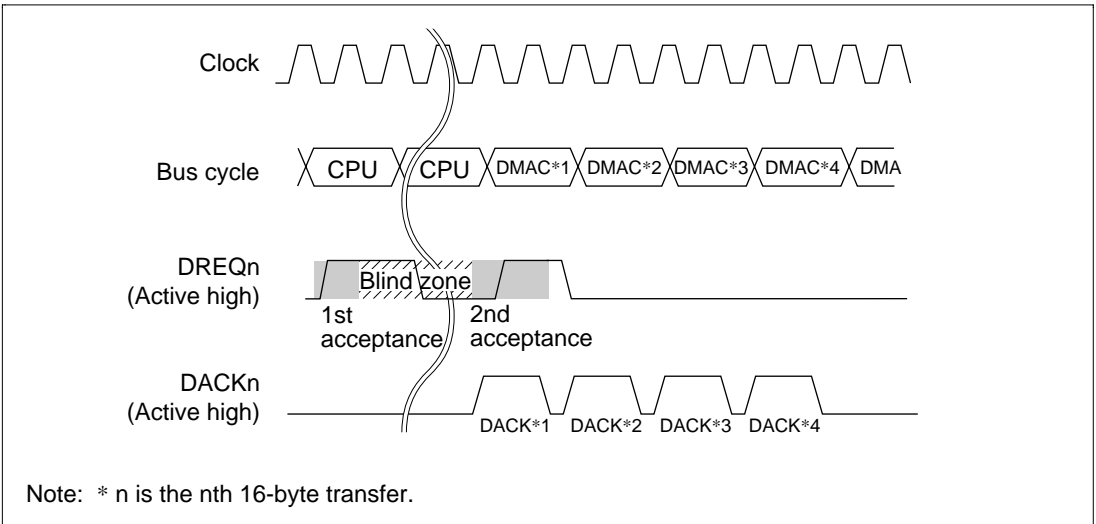 Clock
Bus cycle
CPU CPU DMAC*1 DMAC*2 DMAC*3 DMAC*4 DMA
DREQn
(Active high)
Blind zone
1st
acceptance
2nd
acceptance
DACKn
(Active high)
DACK*1 DACK*2 DACK*3 DACK*4
Note: * n is the nth 16-byte transfer.